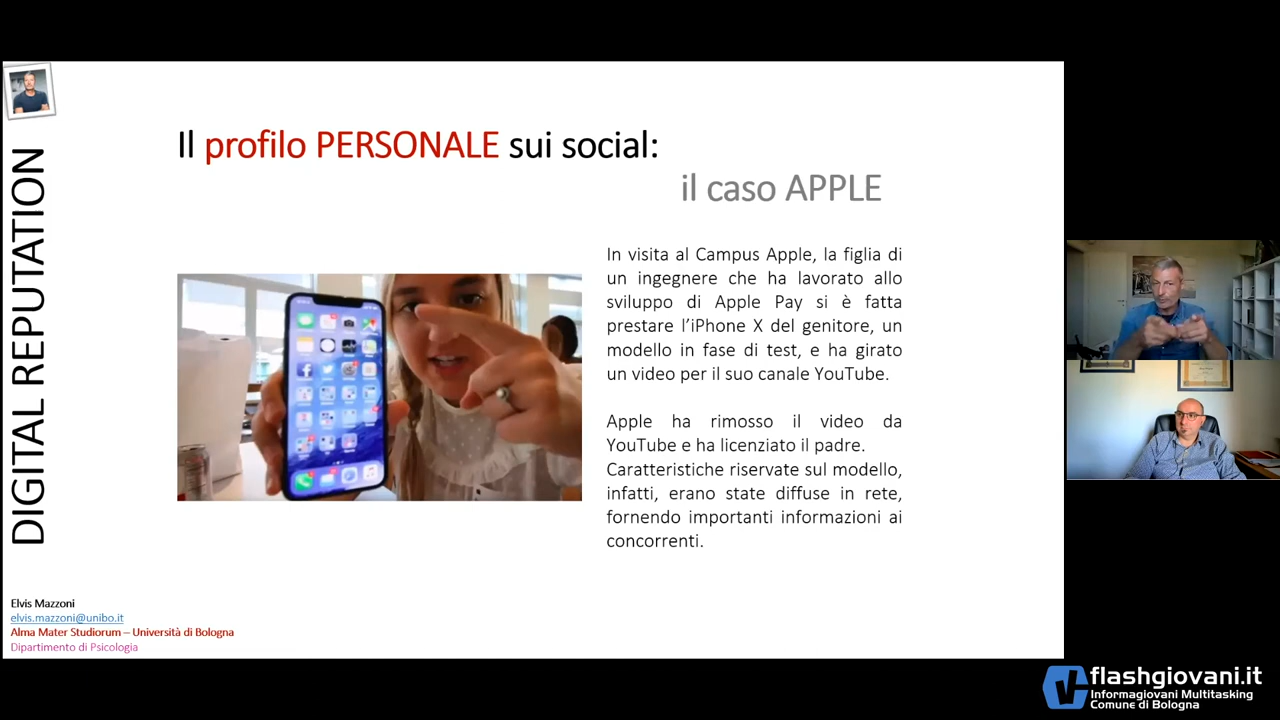 DIGITAL REPUTATION
Il profilo PERSONALE sui social:
il caso APPLE
In visita al Campus Apple, la figlia di
un ingegnere che ha lavorato allo
sviluppo di Apple Pay si è fatta
prestare l’iPhone X del genitore, un
modello in fase di test, e ha girato
un video per il suo canale YouTube.
Apple ha rimosso il video da
YouTube e ha licenziato il padre.
Caratteristiche riservate sul modello,
infatti, erano state diffuse in rete,
fornendo importanti informazioni ai
concorrenti.
Elvis Mazzoni
elvis.mazzoni@unibo.it
Alma Mater Studiorum – Università di Bologna
Dipartimento di Psicologia
flashgiovani.it
Informagiovani Multitasking
Comune di Bologna